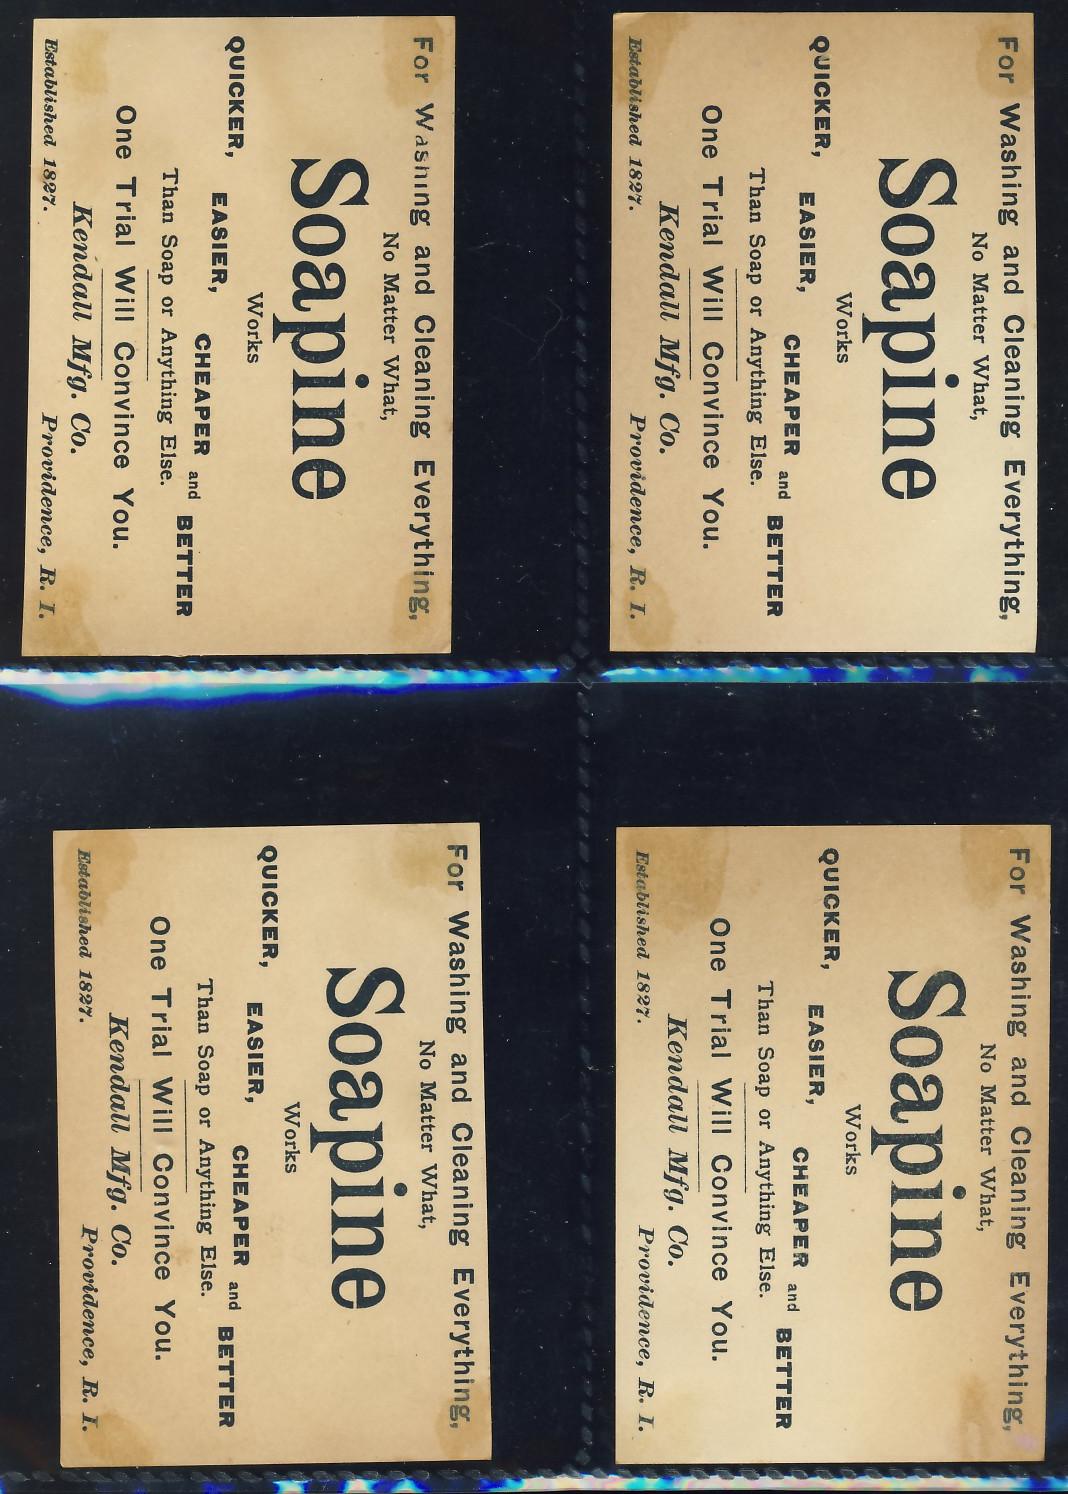 For Washing and Cleaning Everything,
No Matter What,
Soapine
Works
QUICKER, EASIER, CHEAPER and BETTER
Than Soap or Anything Else.
One Trial Will Convince You.
Kendall Mfg. Co.
Established 1827. Providence, R. I.
For Washing and Cleaning Everything,
No Matter What,
Soapine
Works
QUICKER, EASIER, CHEAPER and BETTER
Than Soap or Anything Else.
One Trial Will Convince You.
Kendall Mfg. Co.
Established 1827. Providence, R. I.
For Washing and Cleaning Everything,
No Matter What,
Soapine
Works
QUICKER, EASIER, CHEAPER and BETTER
Than Soap or Anything Else.
One Trial Will Convince You.
Kendall Mfg. Co.
Established 1827. Providence, R. I.
For Washing and Cleaning Everything,
No Matter What,
Soapine
Works
QUICKER, EASIER, CHEAPER and BETTER
Than Soap or Anything Else.
One Trial Will Convince You.
Kendall Mfg. Co.
Established 1827. Providence, R. I.